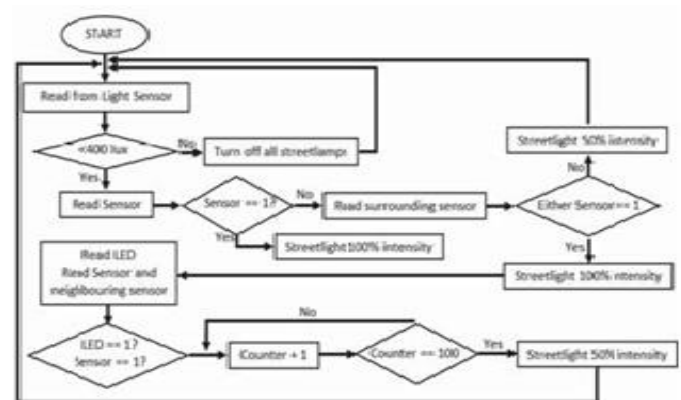 START
Read from Light Sensor
<400 lux
No
Turn off all streetlamps
Yes
Read Sensor
Sensor == 1?
No
Read surrounding sensor
Either Sensor== 1
No
Streetlight 50% intensity
Yes
Streetlight 100% intensity
Yes
Streetlight 100% intensity
Read LED
Read Sensor and
neighbouring sensor
LED == 1?
Sensor == 1?
No
Counter + 1
Counter == 100
Yes
Streetlight 50% intensity